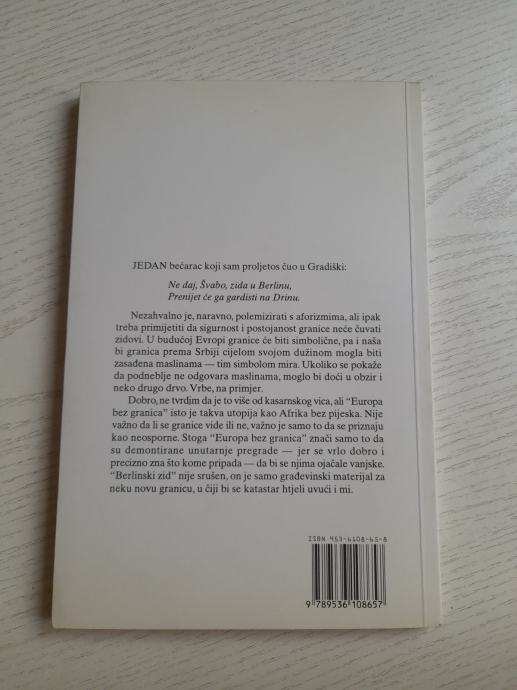 JEDAN bećarac koji sam proljetos čuo u Gradiški:
Ne daj, Švabo, zida u Berlinu,
Prenijet će ga gardisti na Drinu.
Nezahvalno je, naravno, polemizirati s aforizmima, ali ipak
treba primijetiti da sigurnost i postojanost granice neće čuvati
zidovi. U budućoj Evropi granice će biti simbolične, pa i naša
bi granica prema Srbiji cijelom svojom dužinom mogla biti
zasađena maslinama — tim simbolom mira. Ukoliko se pokaže
da podneblje ne odgovara maslinama, moglo bi doći u obzir i
neko drugo drvo. Vrbe, na primjer.
Dobro, ne tvrdim da je to više od kasarnskog vica, ali "Europa
bez granica" isto je takva utopija kao Afrika bez pijeska. Nije
važno da li se granice vide ili ne, važno je samo to da se priznaju
kao neosporne. Stoga "Europa bez granica" znači samo to da
su demontirane unutarnje pregrade — jer se vrlo dobro i
precizno zna što kome pripada — da bi se njima ojačale vanjske.
"Berlinski zid" nije srušen, on je samo građevinski materijal za
neku novu granicu, u čiji bi se katastar htjeli uvući i mi.
ISBN 953-6108-65-8
9 789536 108657